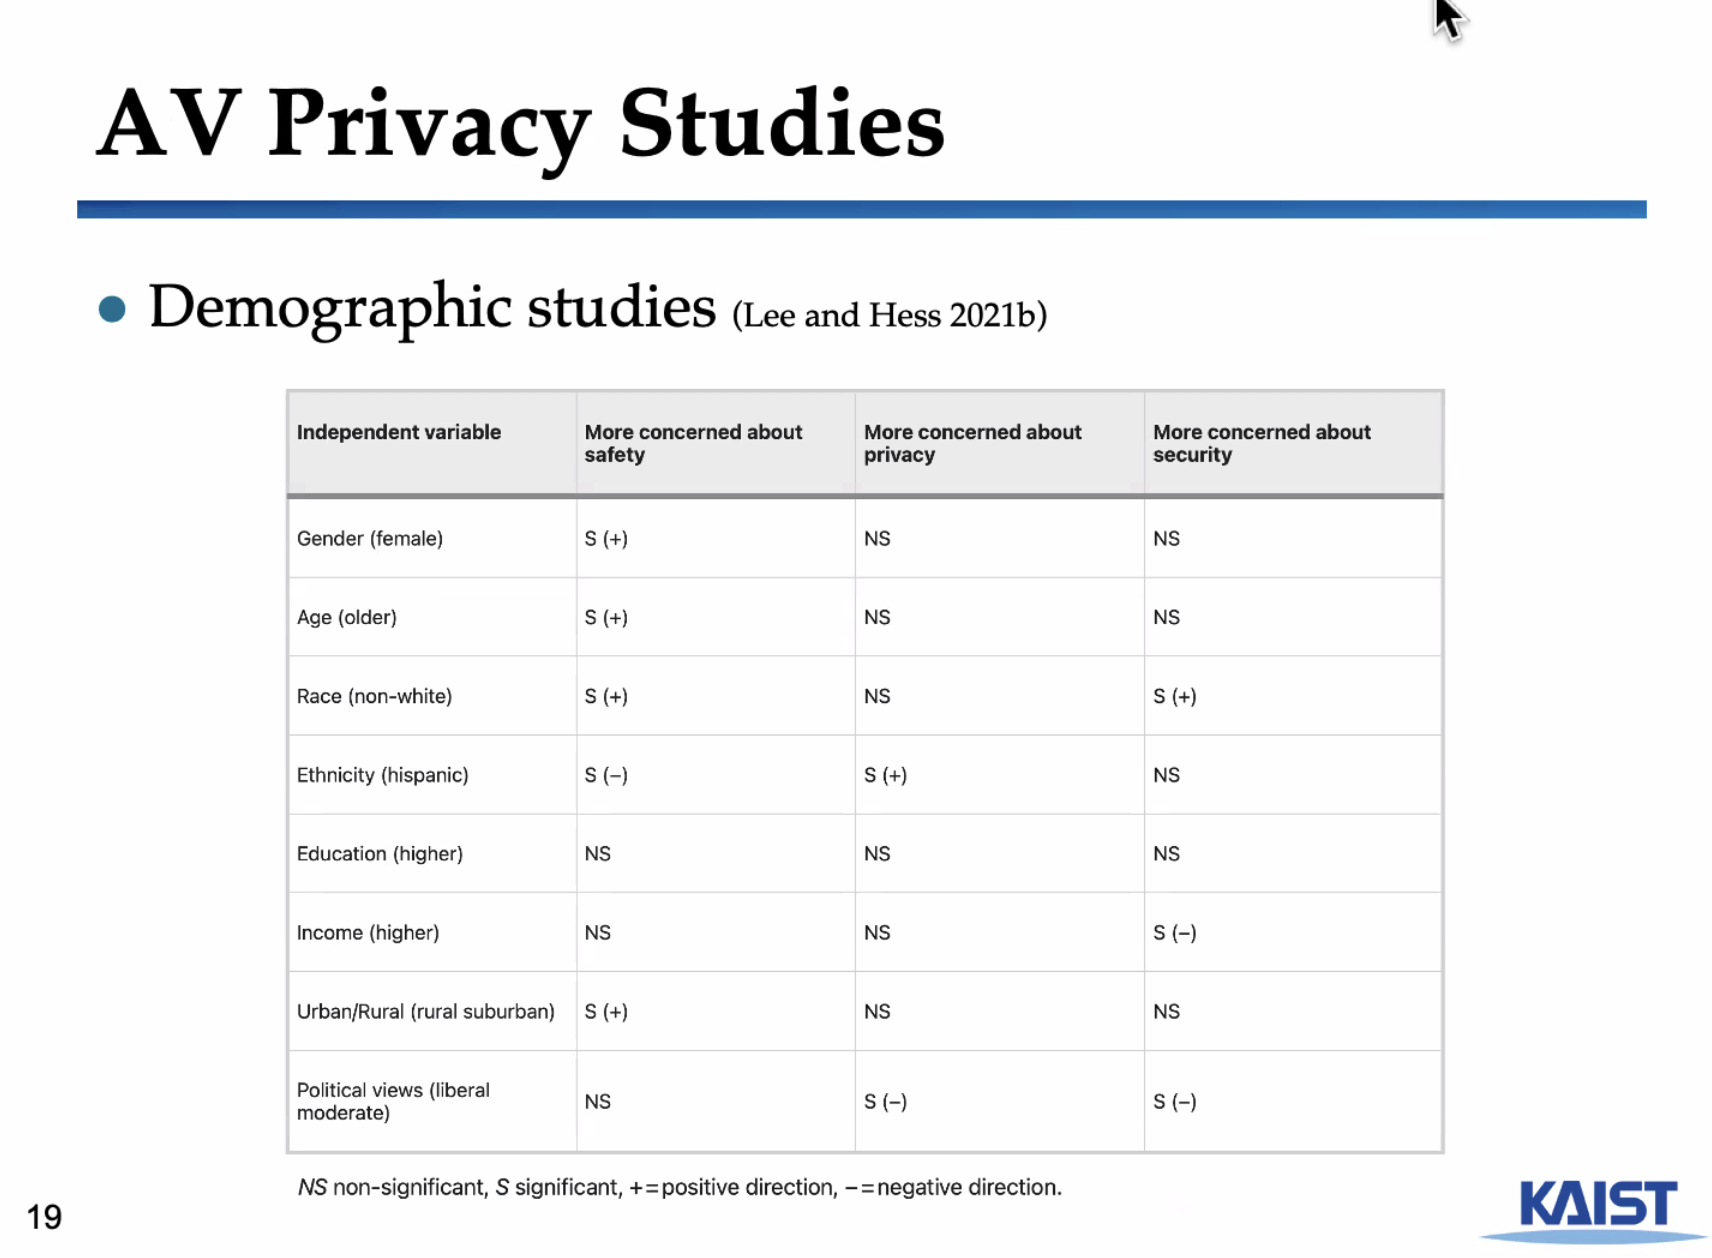 AV Privacy Studies
Demographic studies (Lee and Hess 2021b)
Independent variable
More concerned about
safety
More concerned about
privacy
More concerned about
security
Gender (female)
S (+)
NS
NS
Age (older)
S (+)
NS
NS
Race (non-white)
S (+)
NS
S (+)
Ethnicity (hispanic)
S (–)
S (+)
NS
Education (higher)
NS
NS
NS
Income (higher)
NS
NS
S (–)
Urban/Rural (rural suburban)
S (+)
NS
NS
Political views (liberal
moderate)
NS
S (–)
S (–)
NS non-significant, S significant, +=positive direction, –=negative direction.
19
KAIST